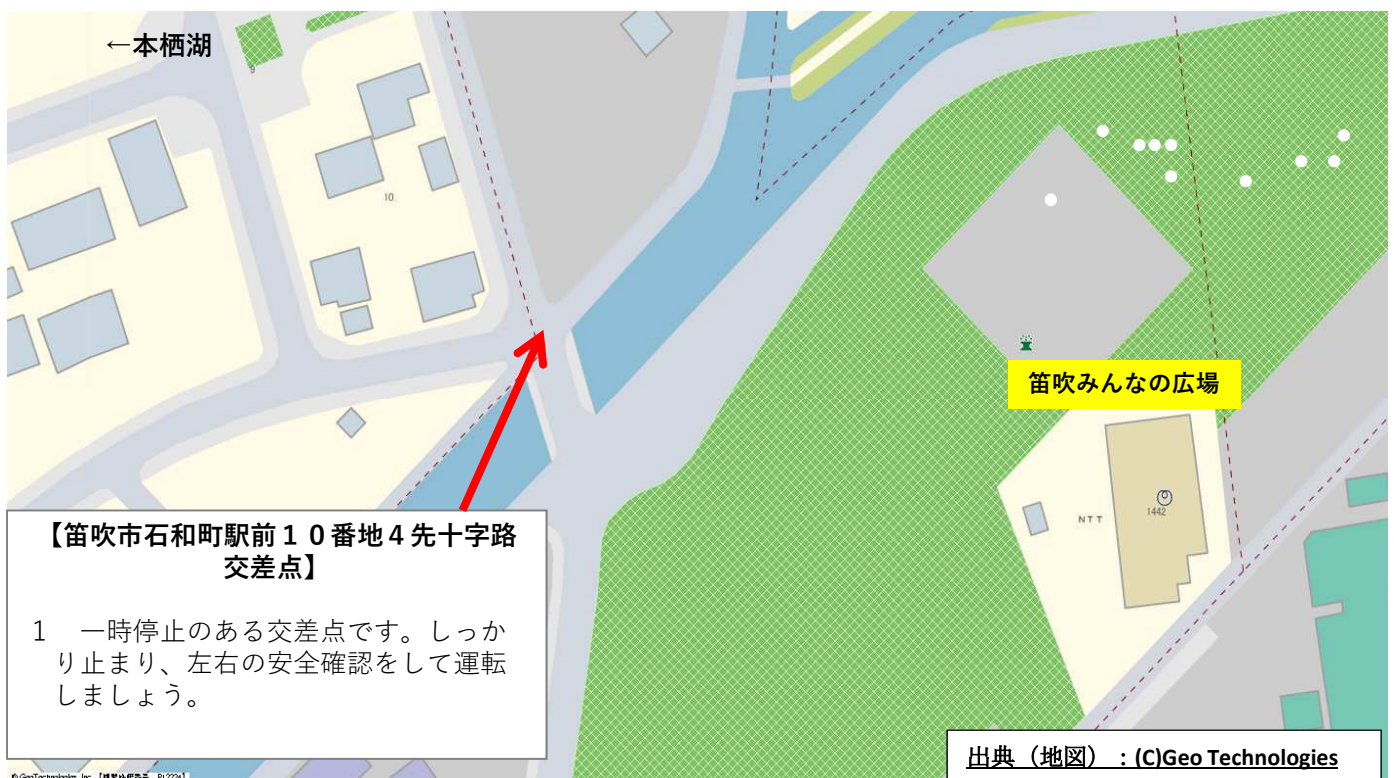 ←本栖湖
9
10
笛吹みんなの広場
NTT
1442
【笛吹市石和町駅前１０番地４先十字路
交差点】
１　一時停止のある交差点です。しっか
り止まり、左右の安全確認をして運転
しましょう。
出典（地図）：(C)Geo Technologies
© GeoTechnologies, Inc.